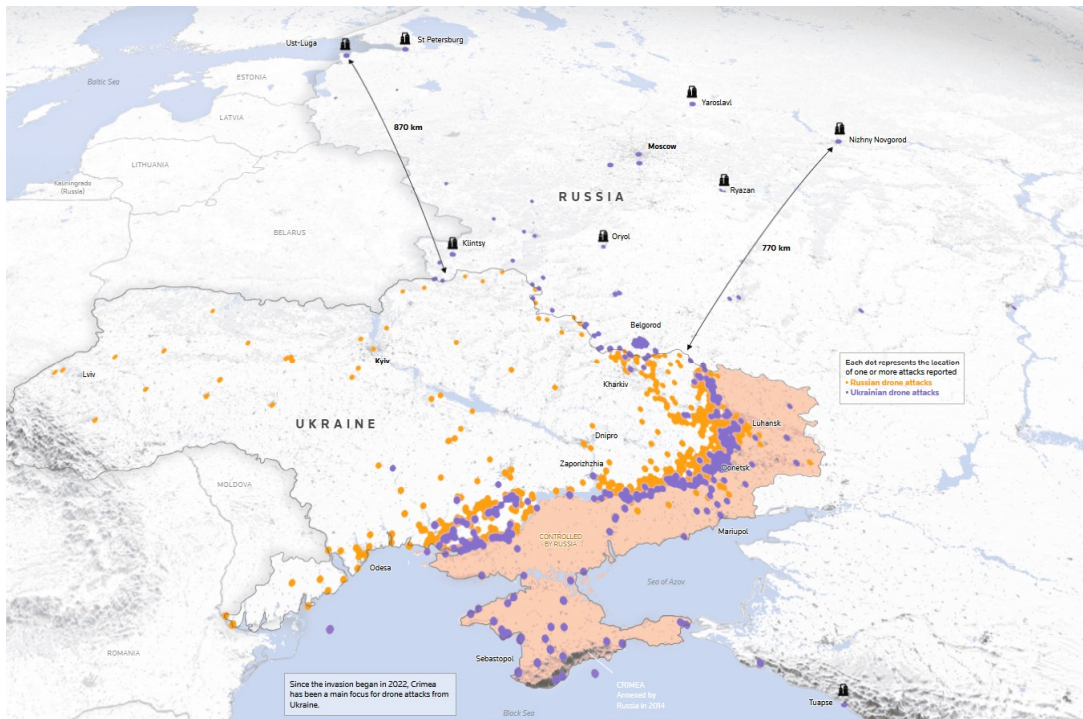 Ust-Luga
St Petersburg
Baltic Sea
ESTONIA
Yaroslavl
LATVIA
870 km
Nizhny Novgorod
Moscow
LITHUANIA
Kaliningrad
(Russia)
Ryazan
RUSSIA
BELARUS
Oryol
Klintsy
770 km
Belgorod
Each dot represents the location
of one or more attacks reported
• Russian drone attacks
• Ukrainian drone attacks
Kyiv
Lviv
Kharkiv
UKRAINE
Luhansk
Dnipro
Zaporizhzhia
Donetsk
MOLDOVA
Mariupol
CONTROLLED
BY RUSSIA
Odesa
Sea of Azov
ROMANIA
Sebastopol
Since the invasion began in 2022, Crimea
has been a main focus for drone attacks from
Ukraine.
CRIMEA
Annexed by
Russia in 2014
Tuapse
Black Sea